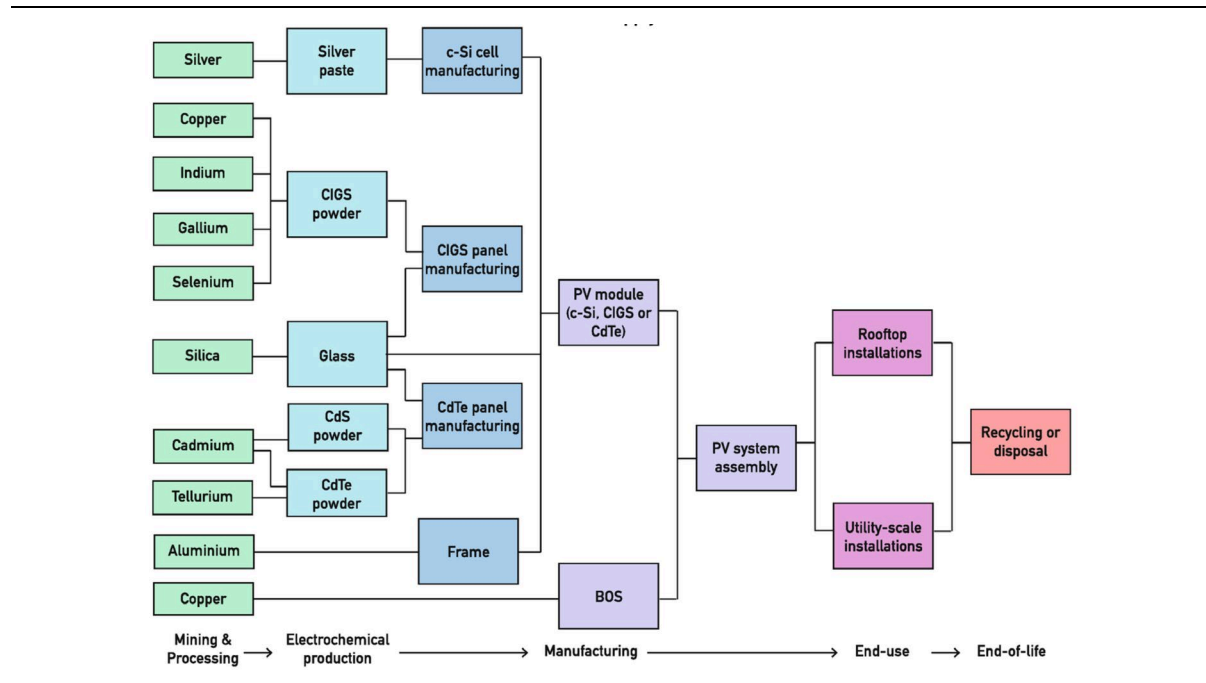 Silver
Silver
paste
c-Si cell
manufacturing
Copper
Indium
Gallium
Selenium
CIGS
powder
CIGS panel
manufacturing
PV module
(c-Si, CIGS or
CdTe)
Silica
Glass
Rooftop
installations
CdTe panel
manufacturing
CdS
powder
Cadmium
Tellurium
CdTe
powder
PV system
assembly
Recycling or
disposal
Aluminium
Frame
Utility-scale
installations
Copper
BOS
Mining &
Processing
Electrochemical
production
Manufacturing
End-use
End-of-life